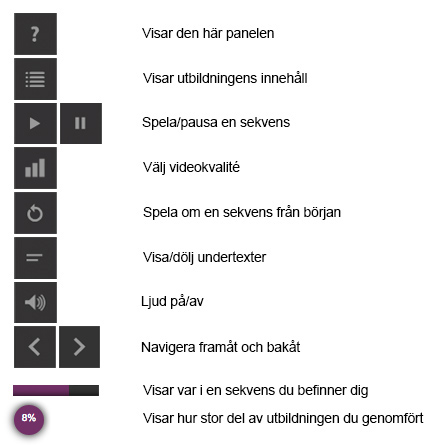 ?
Visar den här panelen
Visar utbildningens innehåll
Spela/pausa en sekvens
Välj videokvalité
Spela om en sekvens från början
Visa/dölj undertexter
Ljud på/av
Navigera framåt och bakåt
Visar var i en sekvens du befinner dig
8%
Visar hur stor del av utbildningen du genomfört